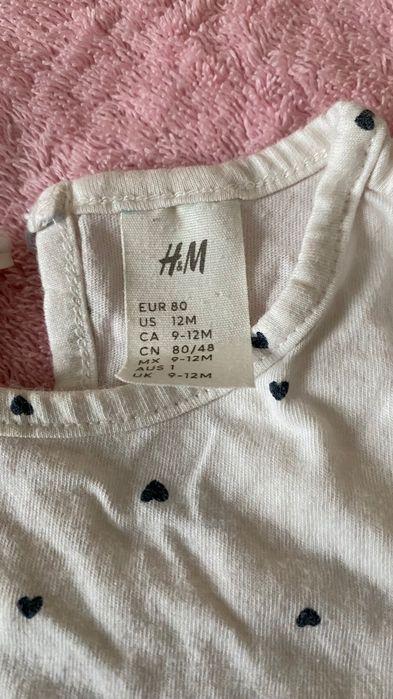 H&M
EUR 80
US 12M
CA 9-12M
CN 80/48
MX 9-12M
AUS 1
UK 9-12M